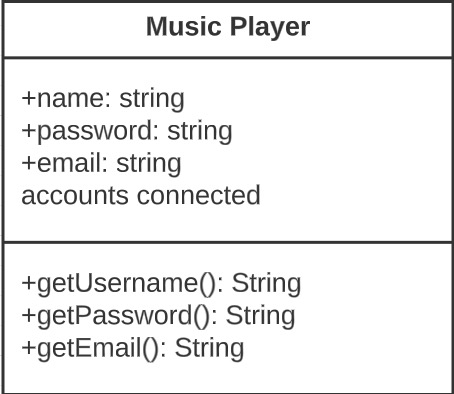 Music Player
+name: string
+password: string
+email: string
accounts connected
+getUsername(): String
+getPassword(): String
+getEmail(): String